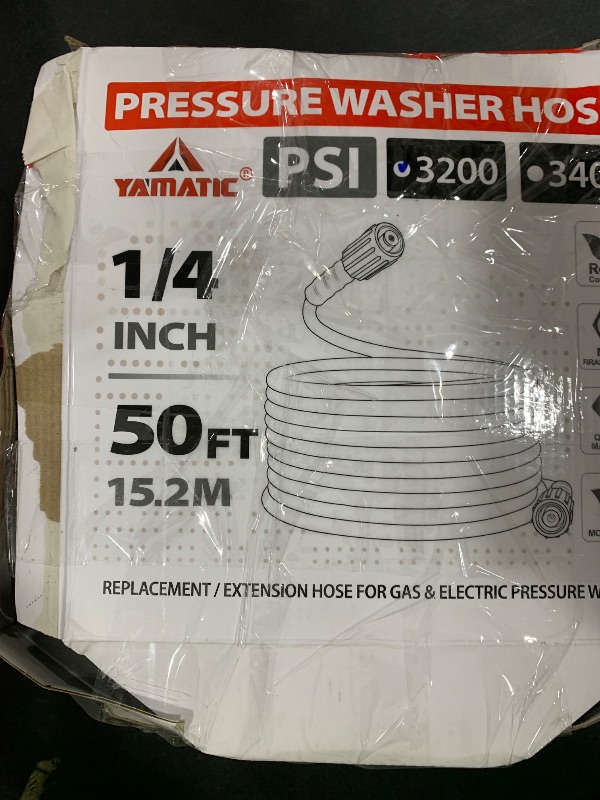 PRESSURE WASHER HOS
YAMATIC®
PSI
3200
340
1/4
INCH
50FT
15.2M
REPLACEMENT / EXTENSION HOSE FOR GAS & ELECTRIC PRESSURE W